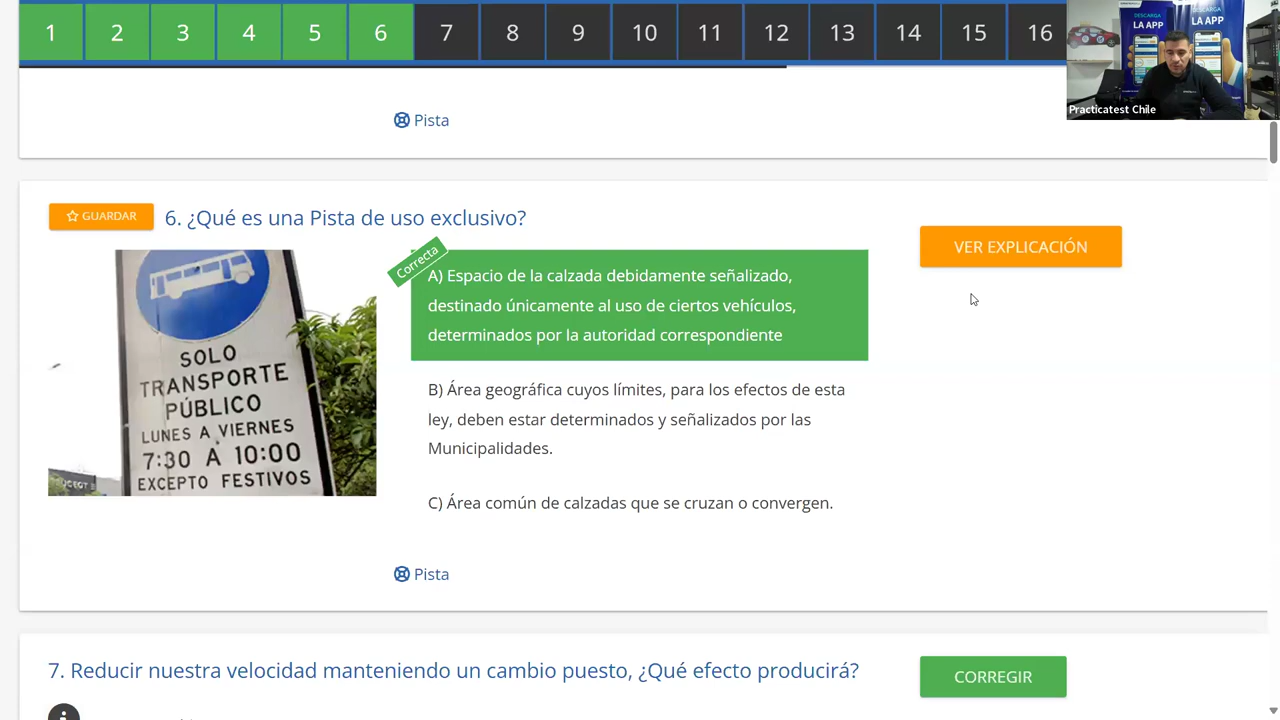 1 2 3 4 5 6 7 8 9 10 11 12 13 14 15 16
DESCARGA
LA APP
DESCARGA
LA APP
Practicatest Chile
Pista
GUARDAR
6. ¿Qué es una Pista de uso exclusivo?
VER EXPLICACIÓN
Correcta
A) Espacio de la calzada debidamente señalizado,
destinado únicamente al uso de ciertos vehículos,
determinados por la autoridad correspondiente
SOLO
TRANSPORTE
PÚBLICO
LUNES A VIERNES
7:30 A 10:00
EXCEPTO FESTIVOS
B) Área geográfica cuyos límites, para los efectos de esta
ley, deben estar determinados y señalizados por las
Municipalidades.
C) Área común de calzadas que se cruzan o convergen.
Pista
7. Reducir nuestra velocidad manteniendo un cambio puesto, ¿Qué efecto producirá?
CORREGIR